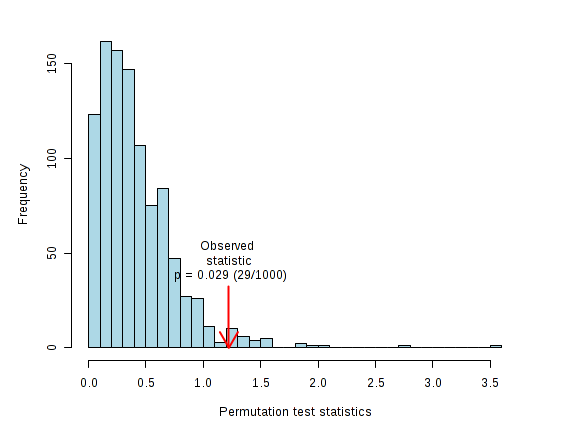 150
100
50
0
Frequency
Observed
statistic
p = 0.029 (29/1000)
0.0 0.5 1.0 1.5 2.0 2.5 3.0 3.5
Permutation test statistics